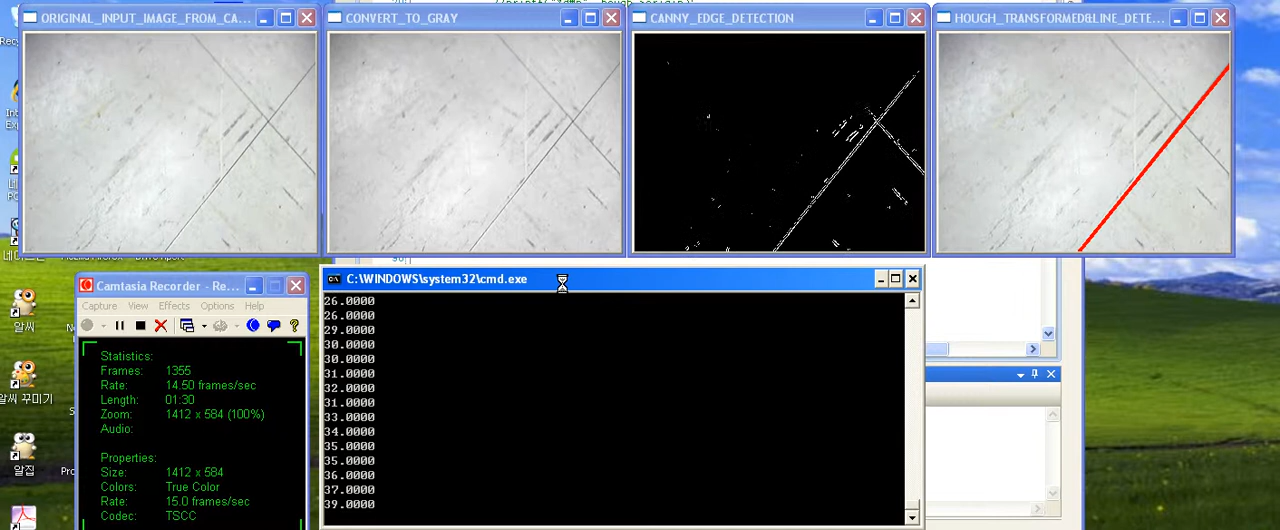 ORIGINAL_INPUT_IMAGE_FROM_CA...
CONVERT_TO_GRAY
CANNY_EDGE_DETECTION
HOUGH_TRANSFORMED&LINE_DETE...
Camtasia Recorder - Re...
Capture View Effects Options Help
Statistics:
Frames: 1355
Rate: 14.50 frames/sec
Length: 01:30
Zoom: 1412 x 584 (100%)
Audio:
Properties:
Size: 1412 x 584
Colors: True Color
Rate: 15.0 frames/sec
Codec: TSCC
C:\WINDOWS\system32\cmd.exe
26.0000
26.0000
29.0000
30.0000
30.0000
31.0000
32.0000
31.0000
33.0000
34.0000
35.0000
35.0000
36.0000
37.0000
39.0000
알씨
알씨 꾸미기
알집